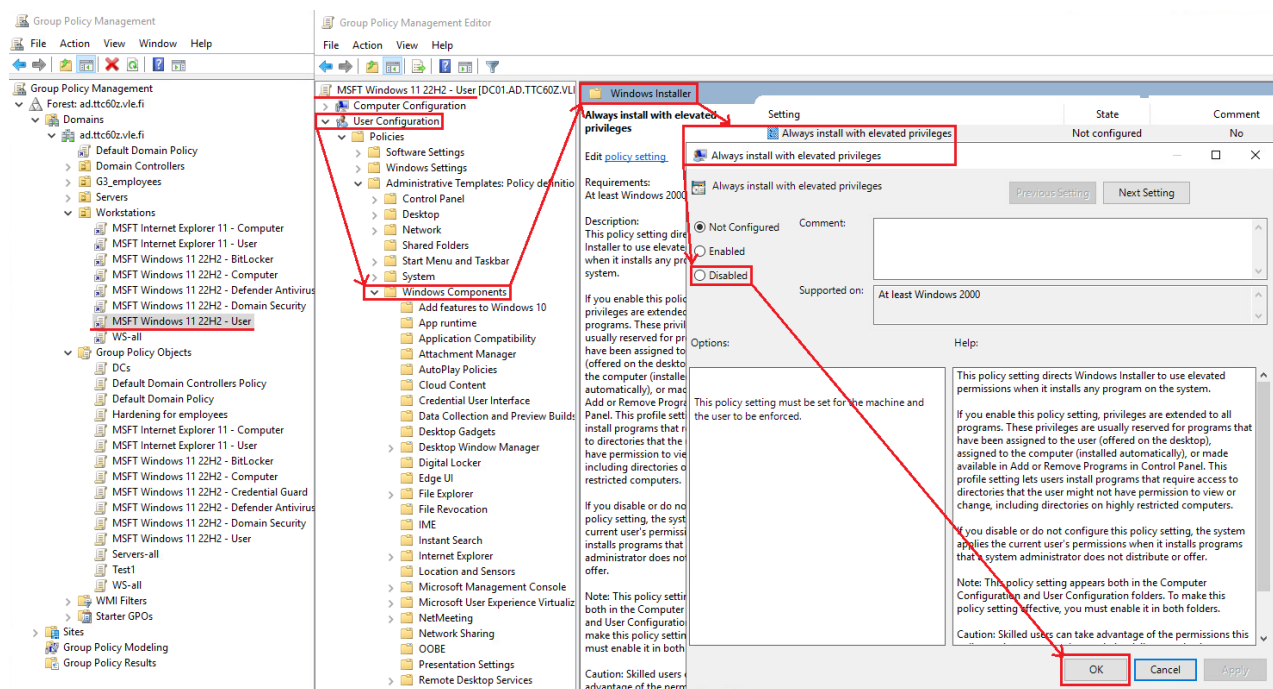 Group Policy Management
File Action View Window Help
Group Policy Management
Forest: ad.ttc60z.vle.fi
Domains
ad.ttc60z.vle.fi
Default Domain Policy
Domain Controllers
G3_employees
Servers
Workstations
MSFT Internet Explorer 11 - Computer
MSFT Internet Explorer 11 - User
MSFT Windows 11 22H2 - BitLocker
MSFT Windows 11 22H2 - Computer
MSFT Windows 11 22H2 - Defender Antivirus
MSFT Windows 11 22H2 - Domain Security
MSFT Windows 11 22H2 - User
WS-all
Group Policy Objects
DCs
Default Domain Controllers Policy
Default Domain Policy
Hardening for employees
MSFT Internet Explorer 11 - Computer
MSFT Internet Explorer 11 - User
MSFT Windows 11 22H2 - BitLocker
MSFT Windows 11 22H2 - Computer
MSFT Windows 11 22H2 - Credential Guard
MSFT Windows 11 22H2 - Defender Antivirus
MSFT Windows 11 22H2 - Domain Security
MSFT Windows 11 22H2 - User
Servers-all
Test1
WS-all
WMI Filters
Starter GPOs
Sites
Group Policy Modeling
Group Policy Results
Group Policy Management Editor
File Action View Help
MSFT Windows 11 22H2 - User [DC01.AD.TTC60Z.VL
Computer Configuration
User Configuration
Policies
Software Settings
Windows Settings
Administrative Templates: Policy definitio
Control Panel
Desktop
Network
Shared Folders
Start Menu and Taskbar
System
Windows Components
Add features to Windows 10
App runtime
Application Compatibility
Attachment Manager
AutoPlay Policies
Cloud Content
Credential User Interface
Data Collection and Preview Builds
Desktop Gadgets
Desktop Window Manager
Digital Locker
Edge UI
File Explorer
File Revocation
IME
Instant Search
Internet Explorer
Location and Sensors
Microsoft Management Console
Microsoft User Experience Virtualiz
NetMeeting
Network Sharing
OOBE
Presentation Settings
Remote Desktop Services
Windows Installer
Always install with elevated
privileges
Edit policy setting
Requirements:
At least Windows 2000
Description:
This policy setting dire
Installer to use elevate
when it installs any pro
system.
If you enable this polic
privileges are extended
programs. These privil
usually reserved for pr
have been assigned to
(offered on the deskto
the computer (installe
automatically), or mad
Add or Remove Progra
Panel. This profile setti
install programs that r
to directories that the
have permission to vie
including directories o
restricted computers.
If you disable or do no
policy setting, the syst
current user's permissi
installs programs that
administrator does not
offer.
Note: This policy settin
both in the Computer
and User Configuration
make this policy settin
must enable it in both
Caution: Skilled users
advantage of the perm
Setting State Comment
Always install with elevated privileges Not configured No
Always install with elevated privileges
Always install with elevated privileges
Previous Setting Next Setting
Not Configured Comment:
Enabled
Disabled
Supported on: At least Windows 2000
Options: Help:
This policy setting must be set for the machine and
the user to be enforced.
This policy setting directs Windows Installer to use elevated
permissions when it installs any program on the system.
If you enable this policy setting, privileges are extended to all
programs. These privileges are usually reserved for programs that
have been assigned to the user (offered on the desktop),
assigned to the computer (installed automatically), or made
available in Add or Remove Programs in Control Panel. This
profile setting lets users install programs that require access to
directories that the user might not have permission to view or
change, including directories on highly restricted computers.
If you disable or do not configure this policy setting, the system
applies the current user's permissions when it installs programs
that a system administrator does not distribute or offer.
Note: This policy setting appears both in the Computer
Configuration and User Configuration folders. To make this
policy setting effective, you must enable it in both folders.
Caution: Skilled users can take advantage of the permissions this
OK Cancel Apply